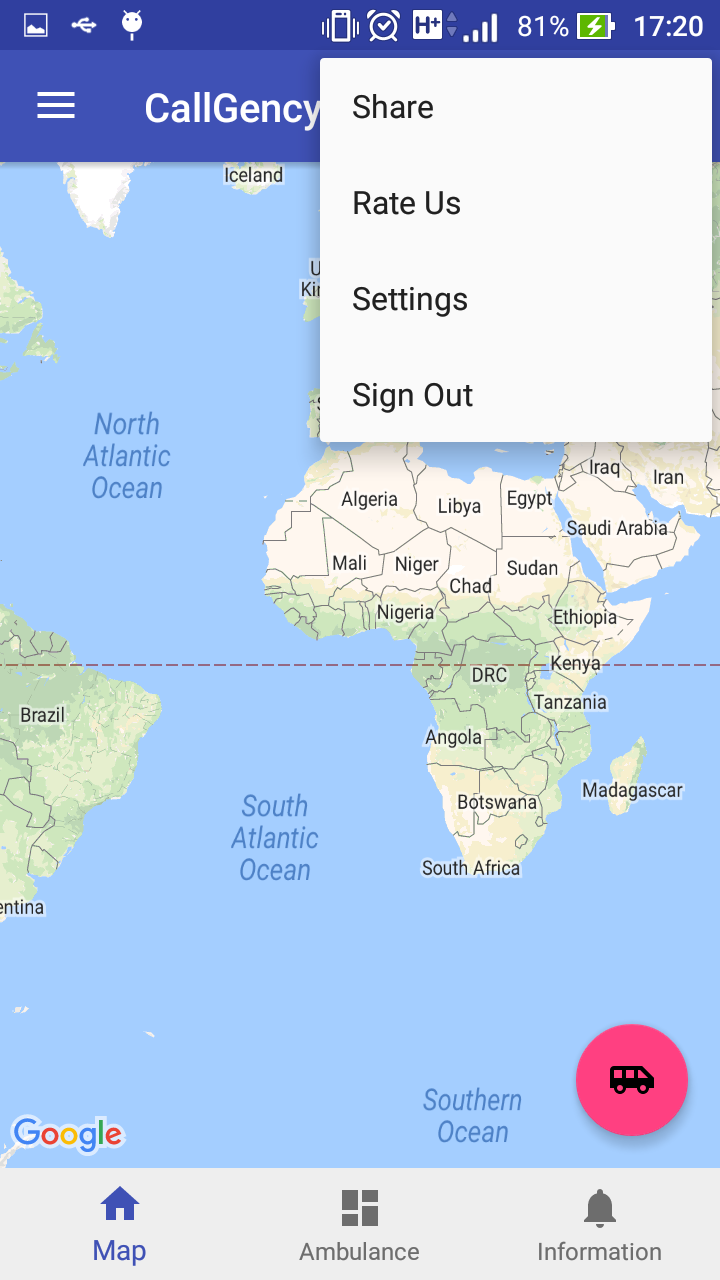 H+
81%
17:20
CallGency
Share
Rate Us
Settings
Sign Out
Iceland
U
Kin
North
Atlantic
Ocean
Iraq
Iran
Algeria
Libya
Egypt
Saudi Arabia
Mali
Niger
Chad
Sudan
Nigeria
Ethiopia
DRC
Kenya
Brazil
Tanzania
Angola
Madagascar
Botswana
South
Atlantic
Ocean
South Africa
entina
Southern
Ocean
Google
Map
Ambulance
Information